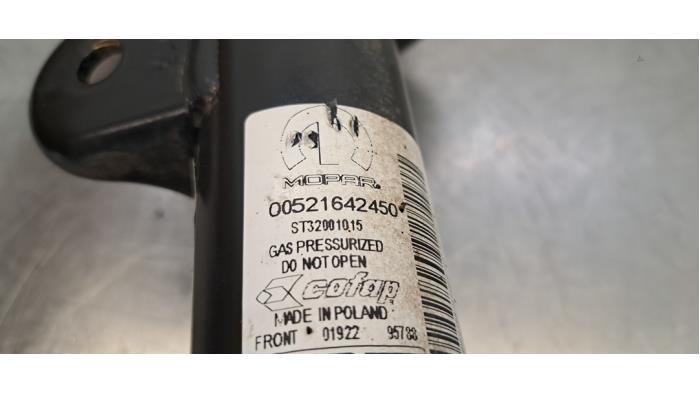 MOPAR®
00521642450
ST32001015
GAS PRESSURIZED
DO NOT OPEN
cofap
MADE IN POLAND
FRONT 01922 95788